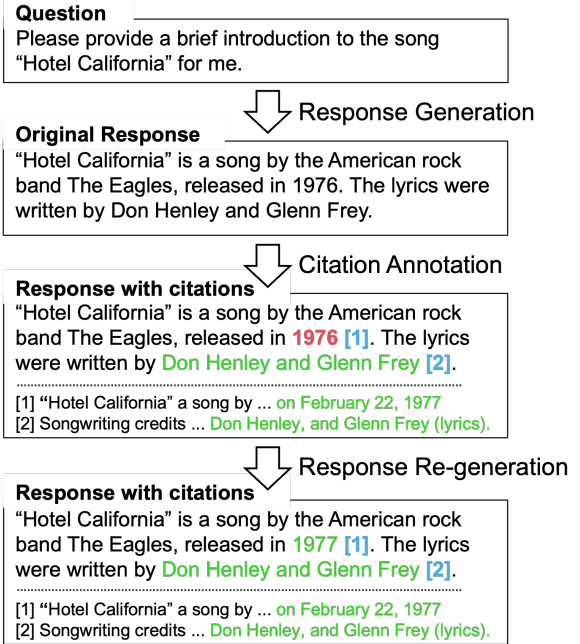 Question
Please provide a brief introduction to the song
“Hotel California” for me.
Response Generation
Original Response
“Hotel California” is a song by the American rock
band The Eagles, released in 1976. The lyrics were
written by Don Henley and Glenn Frey.
Citation Annotation
Response with citations
“Hotel California” is a song by the American rock
band The Eagles, released in 1976 [1]. The lyrics
were written by Don Henley and Glenn Frey [2].
[1] “Hotel California” a song by ... on February 22, 1977
[2] Songwriting credits ... Don Henley, and Glenn Frey (lyrics).
Response Re-generation
Response with citations
“Hotel California” is a song by the American rock
band The Eagles, released in 1977 [1]. The lyrics
were written by Don Henley and Glenn Frey [2].
[1] “Hotel California” a song by ... on February 22, 1977
[2] Songwriting credits ... Don Henley, and Glenn Frey (lyrics).